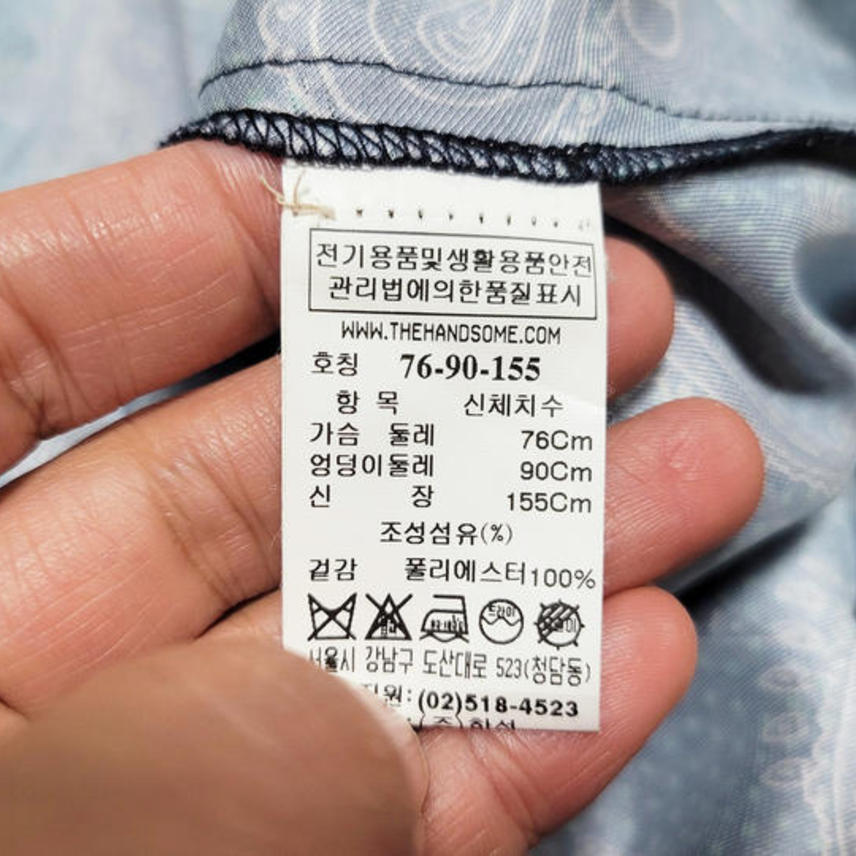 전기용품및생활용품안전
관리법에의한품질표시
WWW.THEHANDSOME.COM
호칭 76-90-155
항 목 신체치수
가슴 둘레 76Cm
엉덩이둘레 90Cm
신 장 155Cm
조성섬유(%)
겉감 폴리에스터100%
드라이
서울시 강남구 도산대로 523(청담동)
(02)518-4523